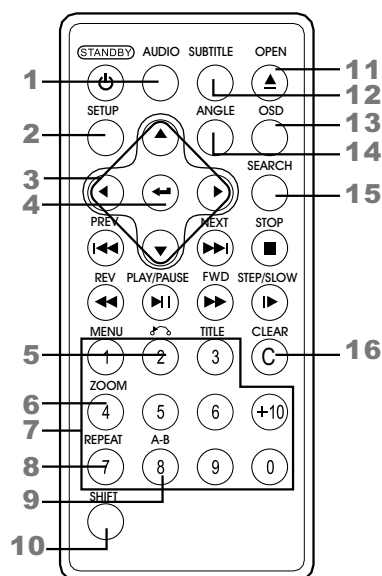 STANDBY AUDIO SUBTITLE OPEN
1 11
12
SETUP ANGLE OSD
2 13
14
3 SEARCH
4 15
PREV NEXT STOP
REV PLAY/PAUSE FWD STEP/SLOW
MENU TITLE CLEAR
5 1 2 3 C 16
ZOOM
6 4 5 6 +10
7
REPEAT A-B
8 7 8 9 0
9
SHIFT
10